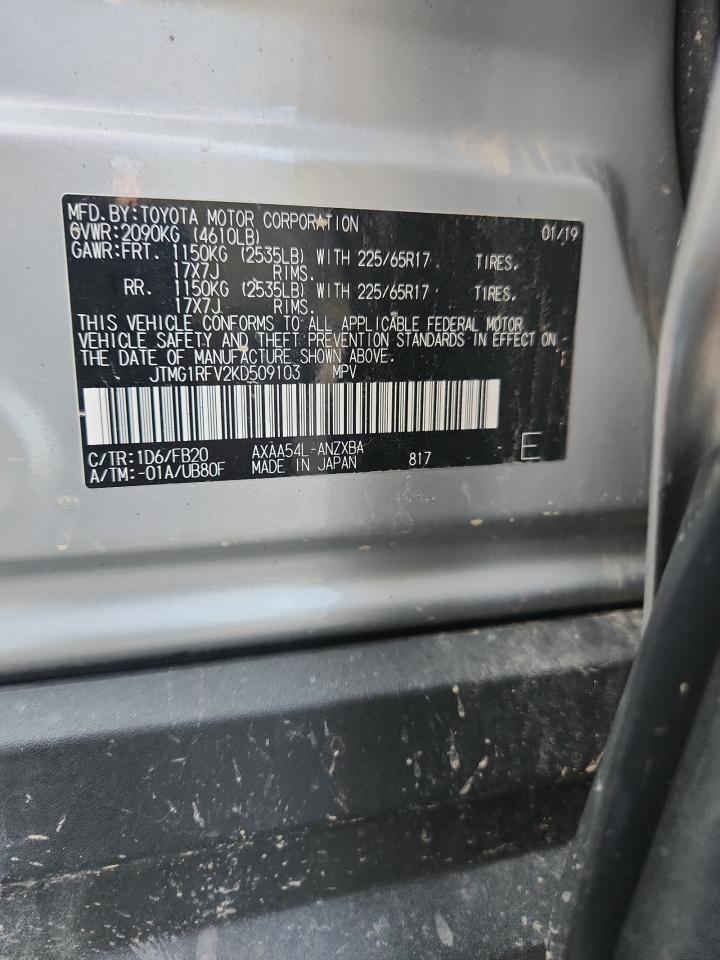 MFD.BY:TOYOTA MOTOR CORPORATION 01/19
GVWR:2090KG (4610LB)
GAWR:FRT. 1150KG (2535LB) WITH 225/65R17 TIRES.
17X7J RIMS.
RR. 1150KG (2535LB) WITH 225/65R17 TIRES.
17X7J RIMS.
THIS VEHICLE CONFORMS TO ALL APPLICABLE FEDERAL MOTOR
VEHICLE SAFETY AND THEFT PREVENTION STANDARDS IN EFFECT ON
THE DATE OF MANUFACTURE SHOWN ABOVE.
JTMG1RFV2KD509103 MPV
C/TR:1D6/FB20 AXAA54L-ANZXBA E
A/TM:-01A/UB80F MADE IN JAPAN 817